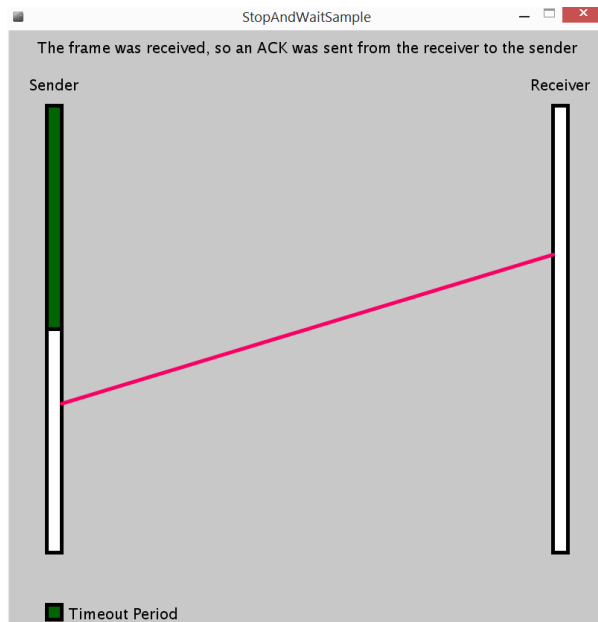 StopAndWaitSample
The frame was received, so an ACK was sent from the receiver to the sender
Sender
Receiver
Timeout Period